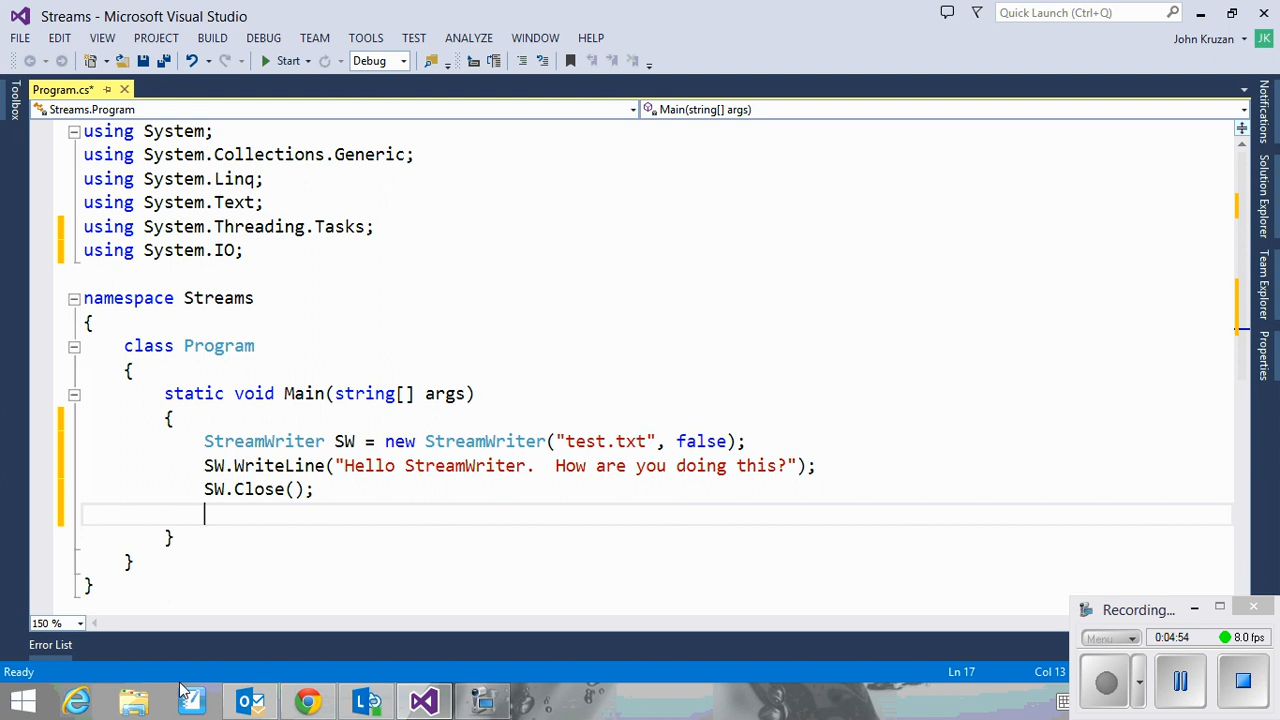 Streams - Microsoft Visual Studio
Quick Launch (Ctrl+Q)
FILE EDIT VIEW PROJECT BUILD DEBUG TEAM TOOLS TEST ANALYZE WINDOW HELP
John Kruzan JK
Start Debug
Program.cs*
Streams.Program Main(string[] args)
Toolbox
using System;
using System.Collections.Generic;
using System.Linq;
using System.Text;
using System.Threading.Tasks;
using System.IO;
namespace Streams
{
class Program
{
static void Main(string[] args)
{
StreamWriter SW = new StreamWriter("test.txt", false);
SW.WriteLine("Hello StreamWriter.  How are you doing this?");
SW.Close();
}
}
}
Notifications
Solution Explorer
Team Explorer
Properties
150 %
Error List
Ready Ln 17 Col 13
Recording...
Menu 0:04:54 8.0 fps